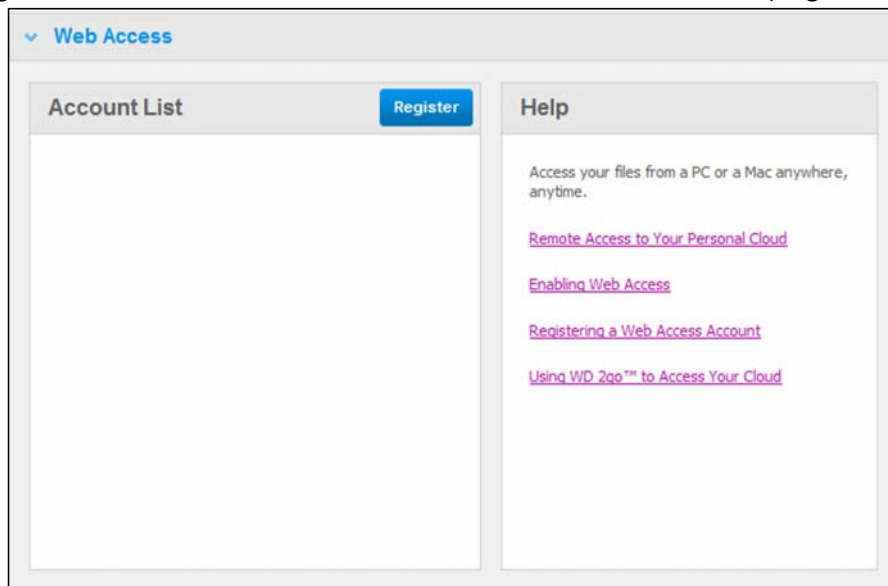 Web Access
Account List
Register
Help
Access your files from a PC or a Mac anywhere,
anytime.
Remote Access to Your Personal Cloud
Enabling Web Access
Registering a Web Access Account
Using WD 2go™ to Access Your Cloud